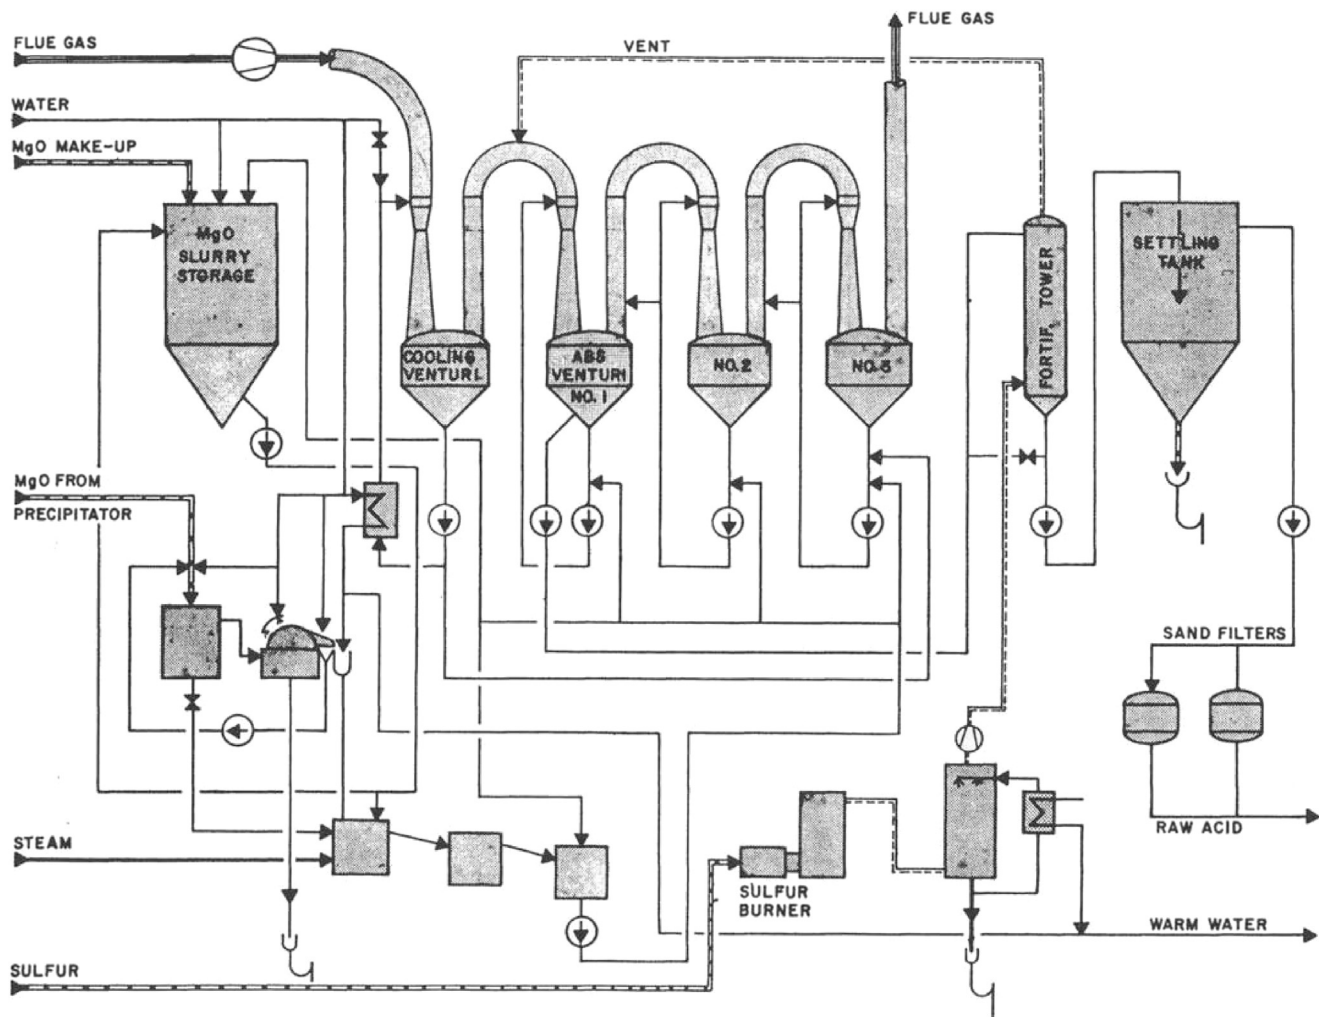 FLUE GAS
FLUE GAS
VENT
WATER
MgO MAKE-UP
MgO
SLURRY
STORAGE
SETTLING
TANK
FORTIF. TOWER
COOLING
VENTURI
ABS
VENTURI
NO. 1
NO. 2
NO. 3
MgO FROM
PRECIPITATOR
SAND FILTERS
RAW ACID
STEAM
SULFUR
BURNER
WARM WATER
SULFUR